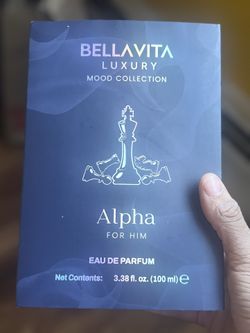 BELLAVITA
LUXURY
MOOD COLLECTION
Alpha
FOR HIM
EAU DE PARFUM
Net Contents: 3.38 fl. oz. (100 ml) ℮